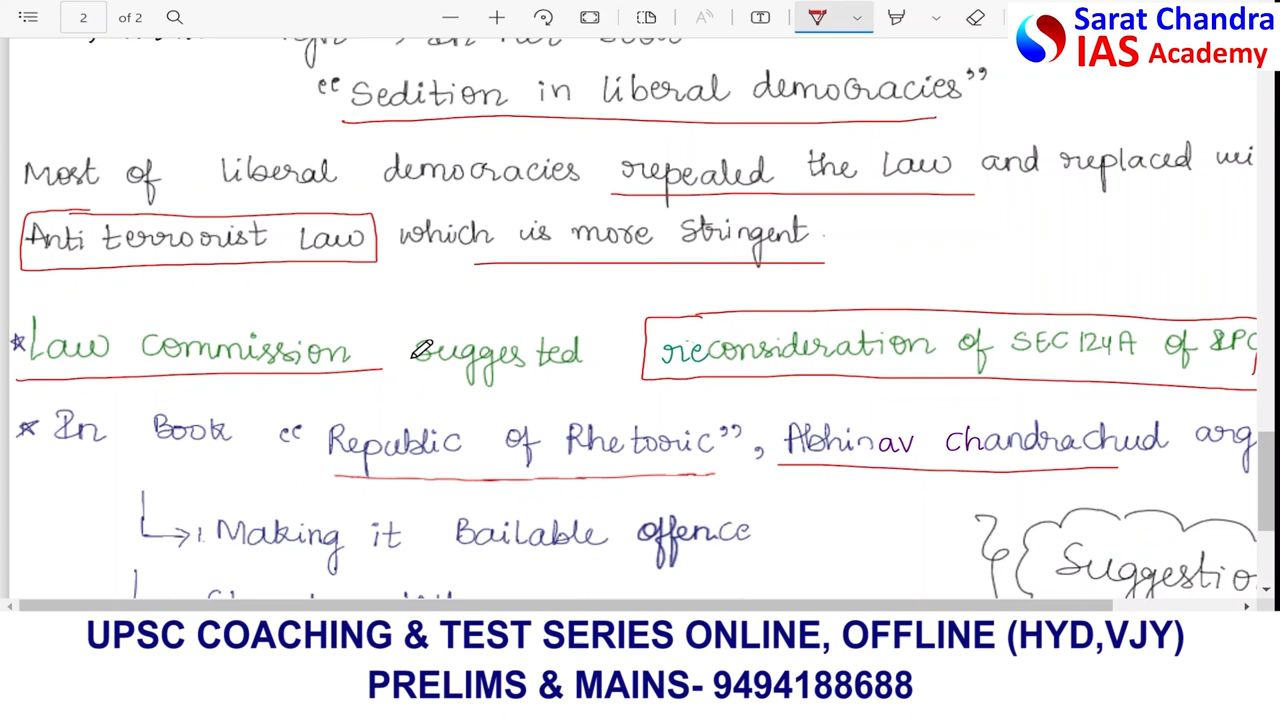 2 of 2
Sarat Chandra
IAS Academy
“Sedition in liberal democracies”
Most of liberal democracies repealed the Law and replaced wi
Anti terrorist Law which is more stringent.
*Law commission suggested reconsideration of SEC 124A of IPC
* In Book “Republic of Rhetoric”, Abhinav Chandrachud arg
1. Making it Bailable offence
Suggestio
UPSC COACHING & TEST SERIES ONLINE, OFFLINE (HYD,VJY)
PRELIMS & MAINS- 9494188688